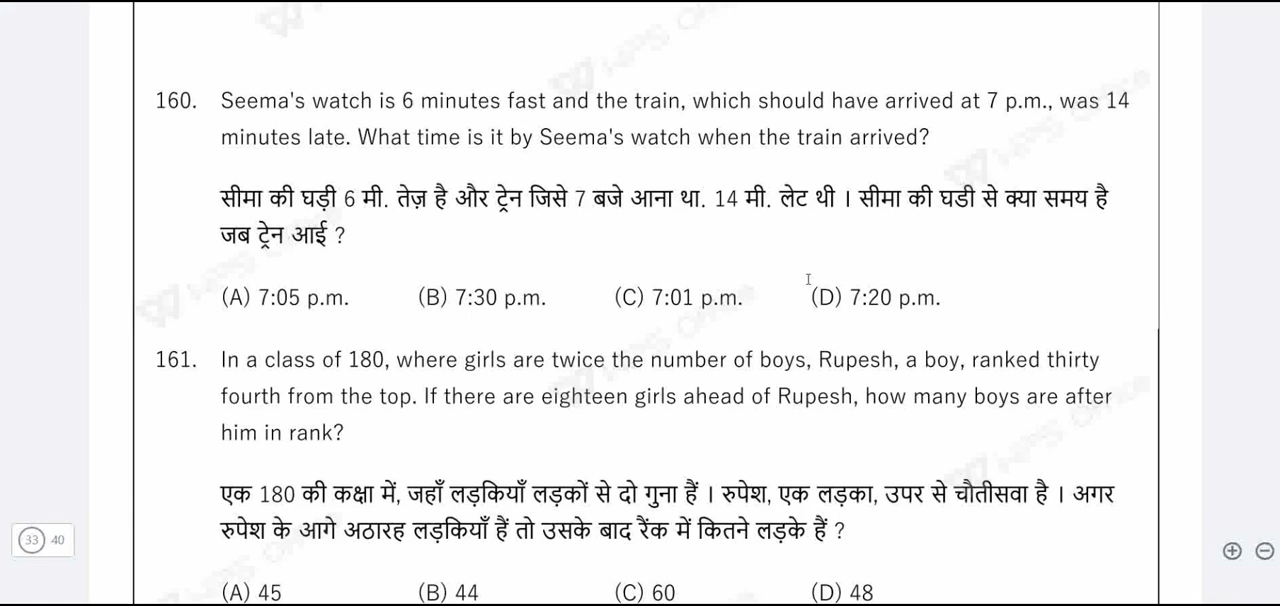 160. Seema's watch is 6 minutes fast and the train, which should have arrived at 7 p.m., was 14
minutes late. What time is it by Seema's watch when the train arrived?
सीमा की घड़ी 6 मी. तेज़ है और ट्रेन जिसे 7 बजे आना था. 14 मी. लेट थी । सीमा की घडी से क्या समय है
जब ट्रेन आई ?
(A) 7:05 p.m. (B) 7:30 p.m. (C) 7:01 p.m. (D) 7:20 p.m.
161. In a class of 180, where girls are twice the number of boys, Rupesh, a boy, ranked thirty
fourth from the top. If there are eighteen girls ahead of Rupesh, how many boys are after
him in rank?
एक 180 की कक्षा में, जहाँ लड़कियाँ लड़कों से दो गुना हैं । रुपेश, एक लड़का, उपर से चौतीसवा है । अगर
रुपेश के आगे अठारह लड़कियाँ हैं तो उसके बाद रैंक में कितने लड़के हैं ?
33 40
(A) 45 (B) 44 (C) 60 (D) 48